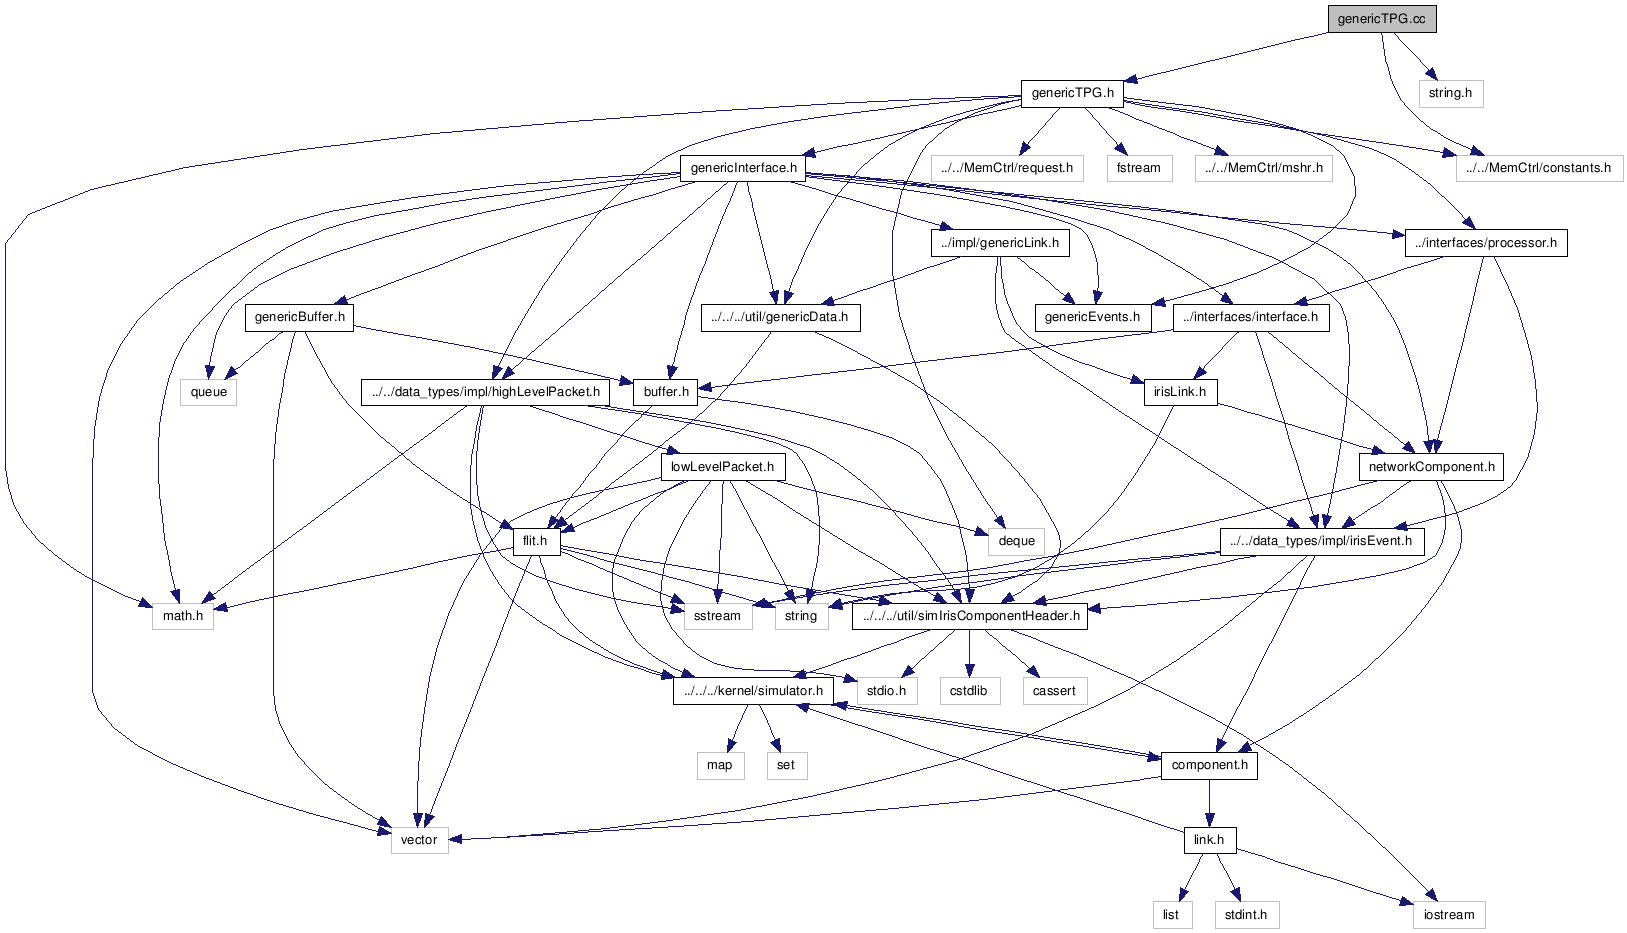 genericTPG.cc
genericTPG.h
string.h
genericInterface.h
../../MemCtrl/request.h
fstream
../../MemCtrl/mshr.h
../../MemCtrl/constants.h
../impl/genericLink.h
../interfaces/processor.h
genericBuffer.h
../../../util/genericData.h
genericEvents.h
../interfaces/interface.h
queue
../../data_types/impl/highLevelPacket.h
buffer.h
irisLink.h
lowLevelPacket.h
networkComponent.h
flit.h
deque
../../data_types/impl/irisEvent.h
math.h
sstream
string
../../../util/simIrisComponentHeader.h
../../../kernel/simulator.h
stdio.h
cstdlib
cassert
map
set
component.h
vector
link.h
list
stdint.h
iostream